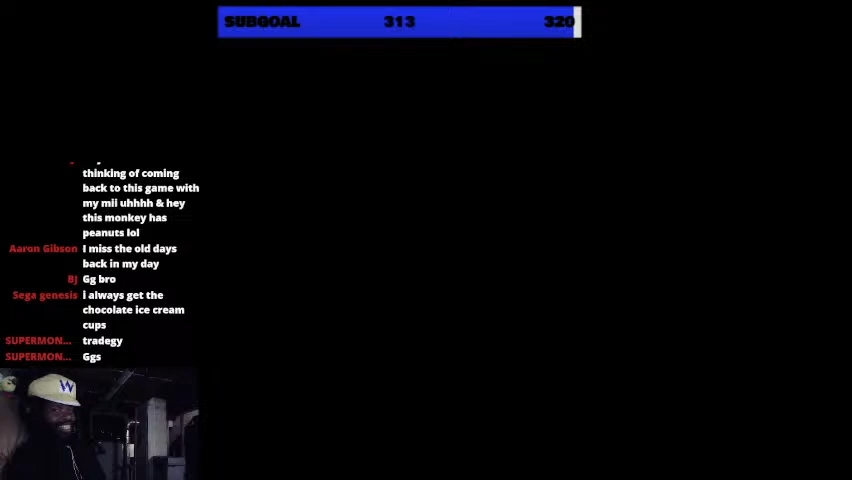 SUBGOAL 313 320
thinking of coming
back to this game with
my mii uhhhh & hey
this monkey has
peanuts lol
Aaron Gibson I miss the old days
back in my day
BJ Gg bro
Sega genesis i always get the
chocolate ice cream
cups
SUPERMON... tradegy
SUPERMON... Ggs
W